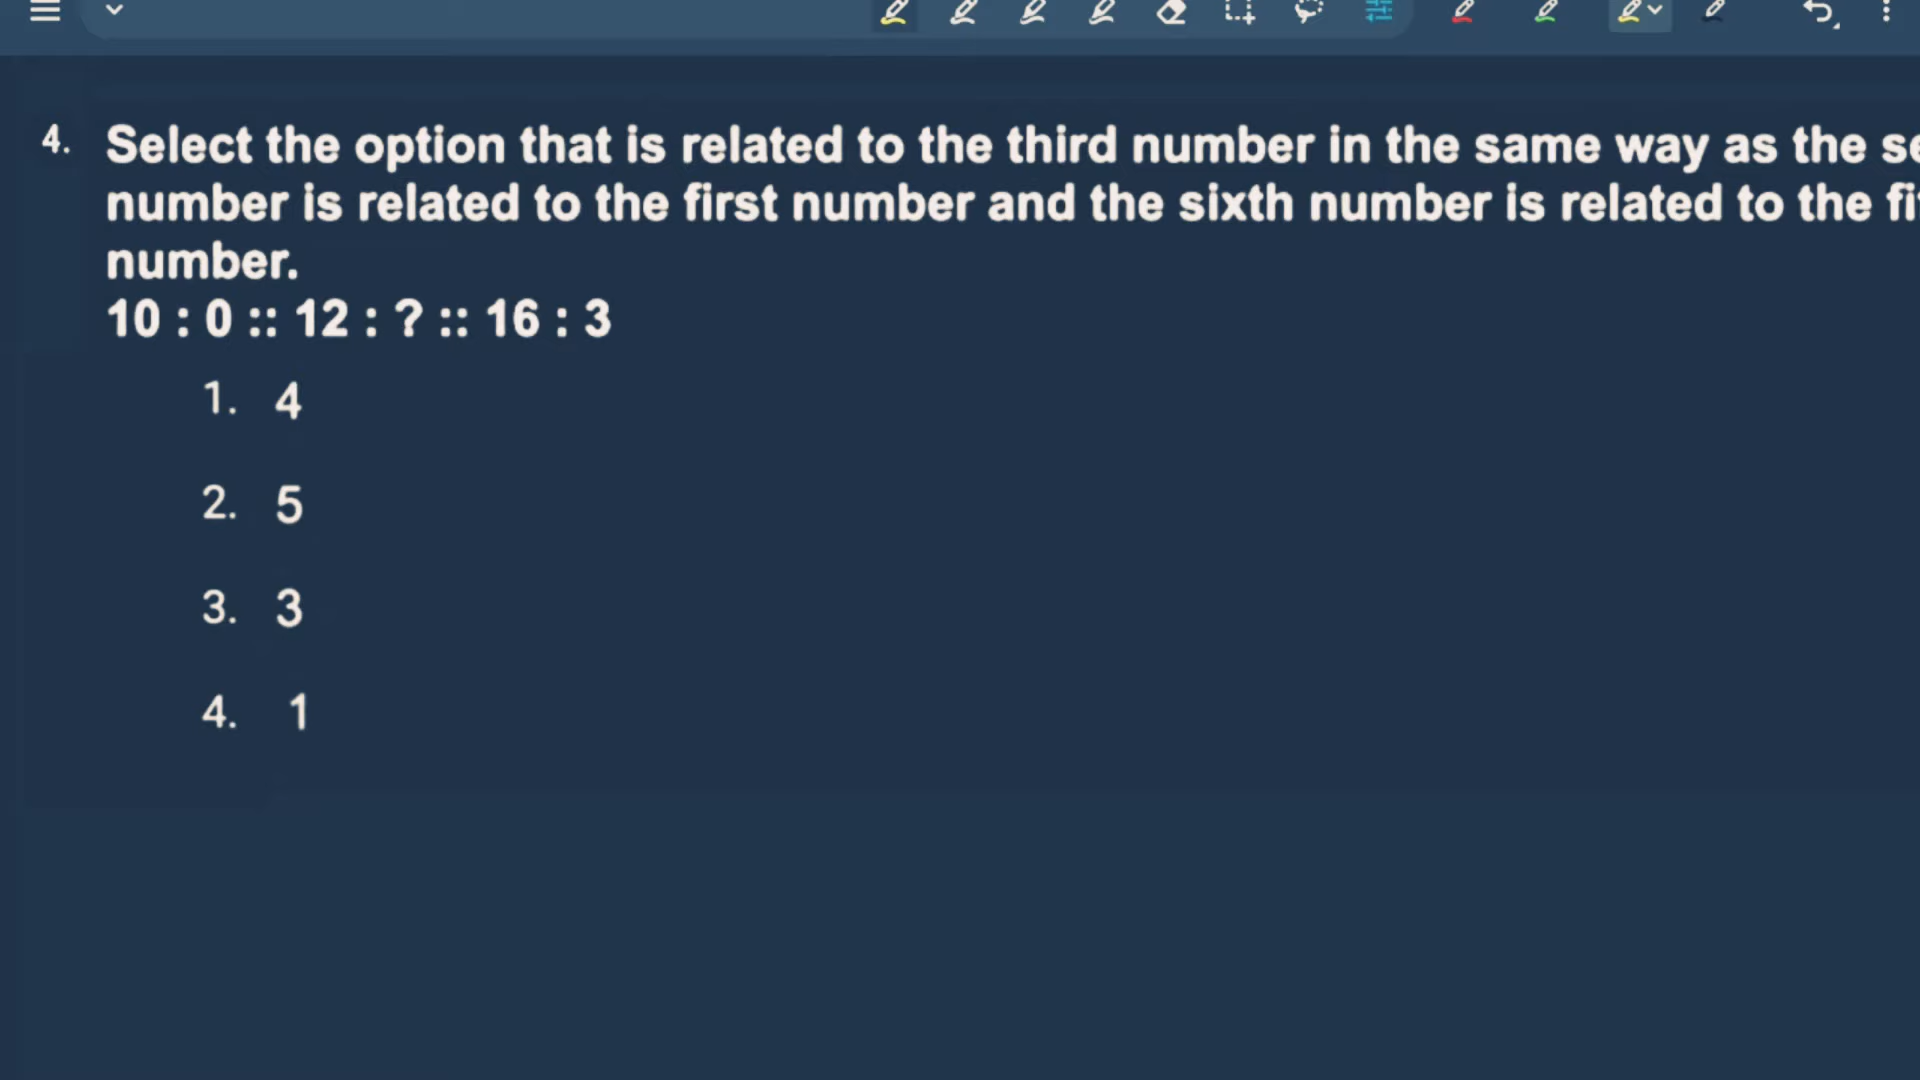 4. Select the option that is related to the third number in the same way as the
number is related to the first number and the sixth number is related to the
number.
10 : 0 :: 12 : ? :: 16 : 3
1. 4
2. 5
3. 3
4. 1